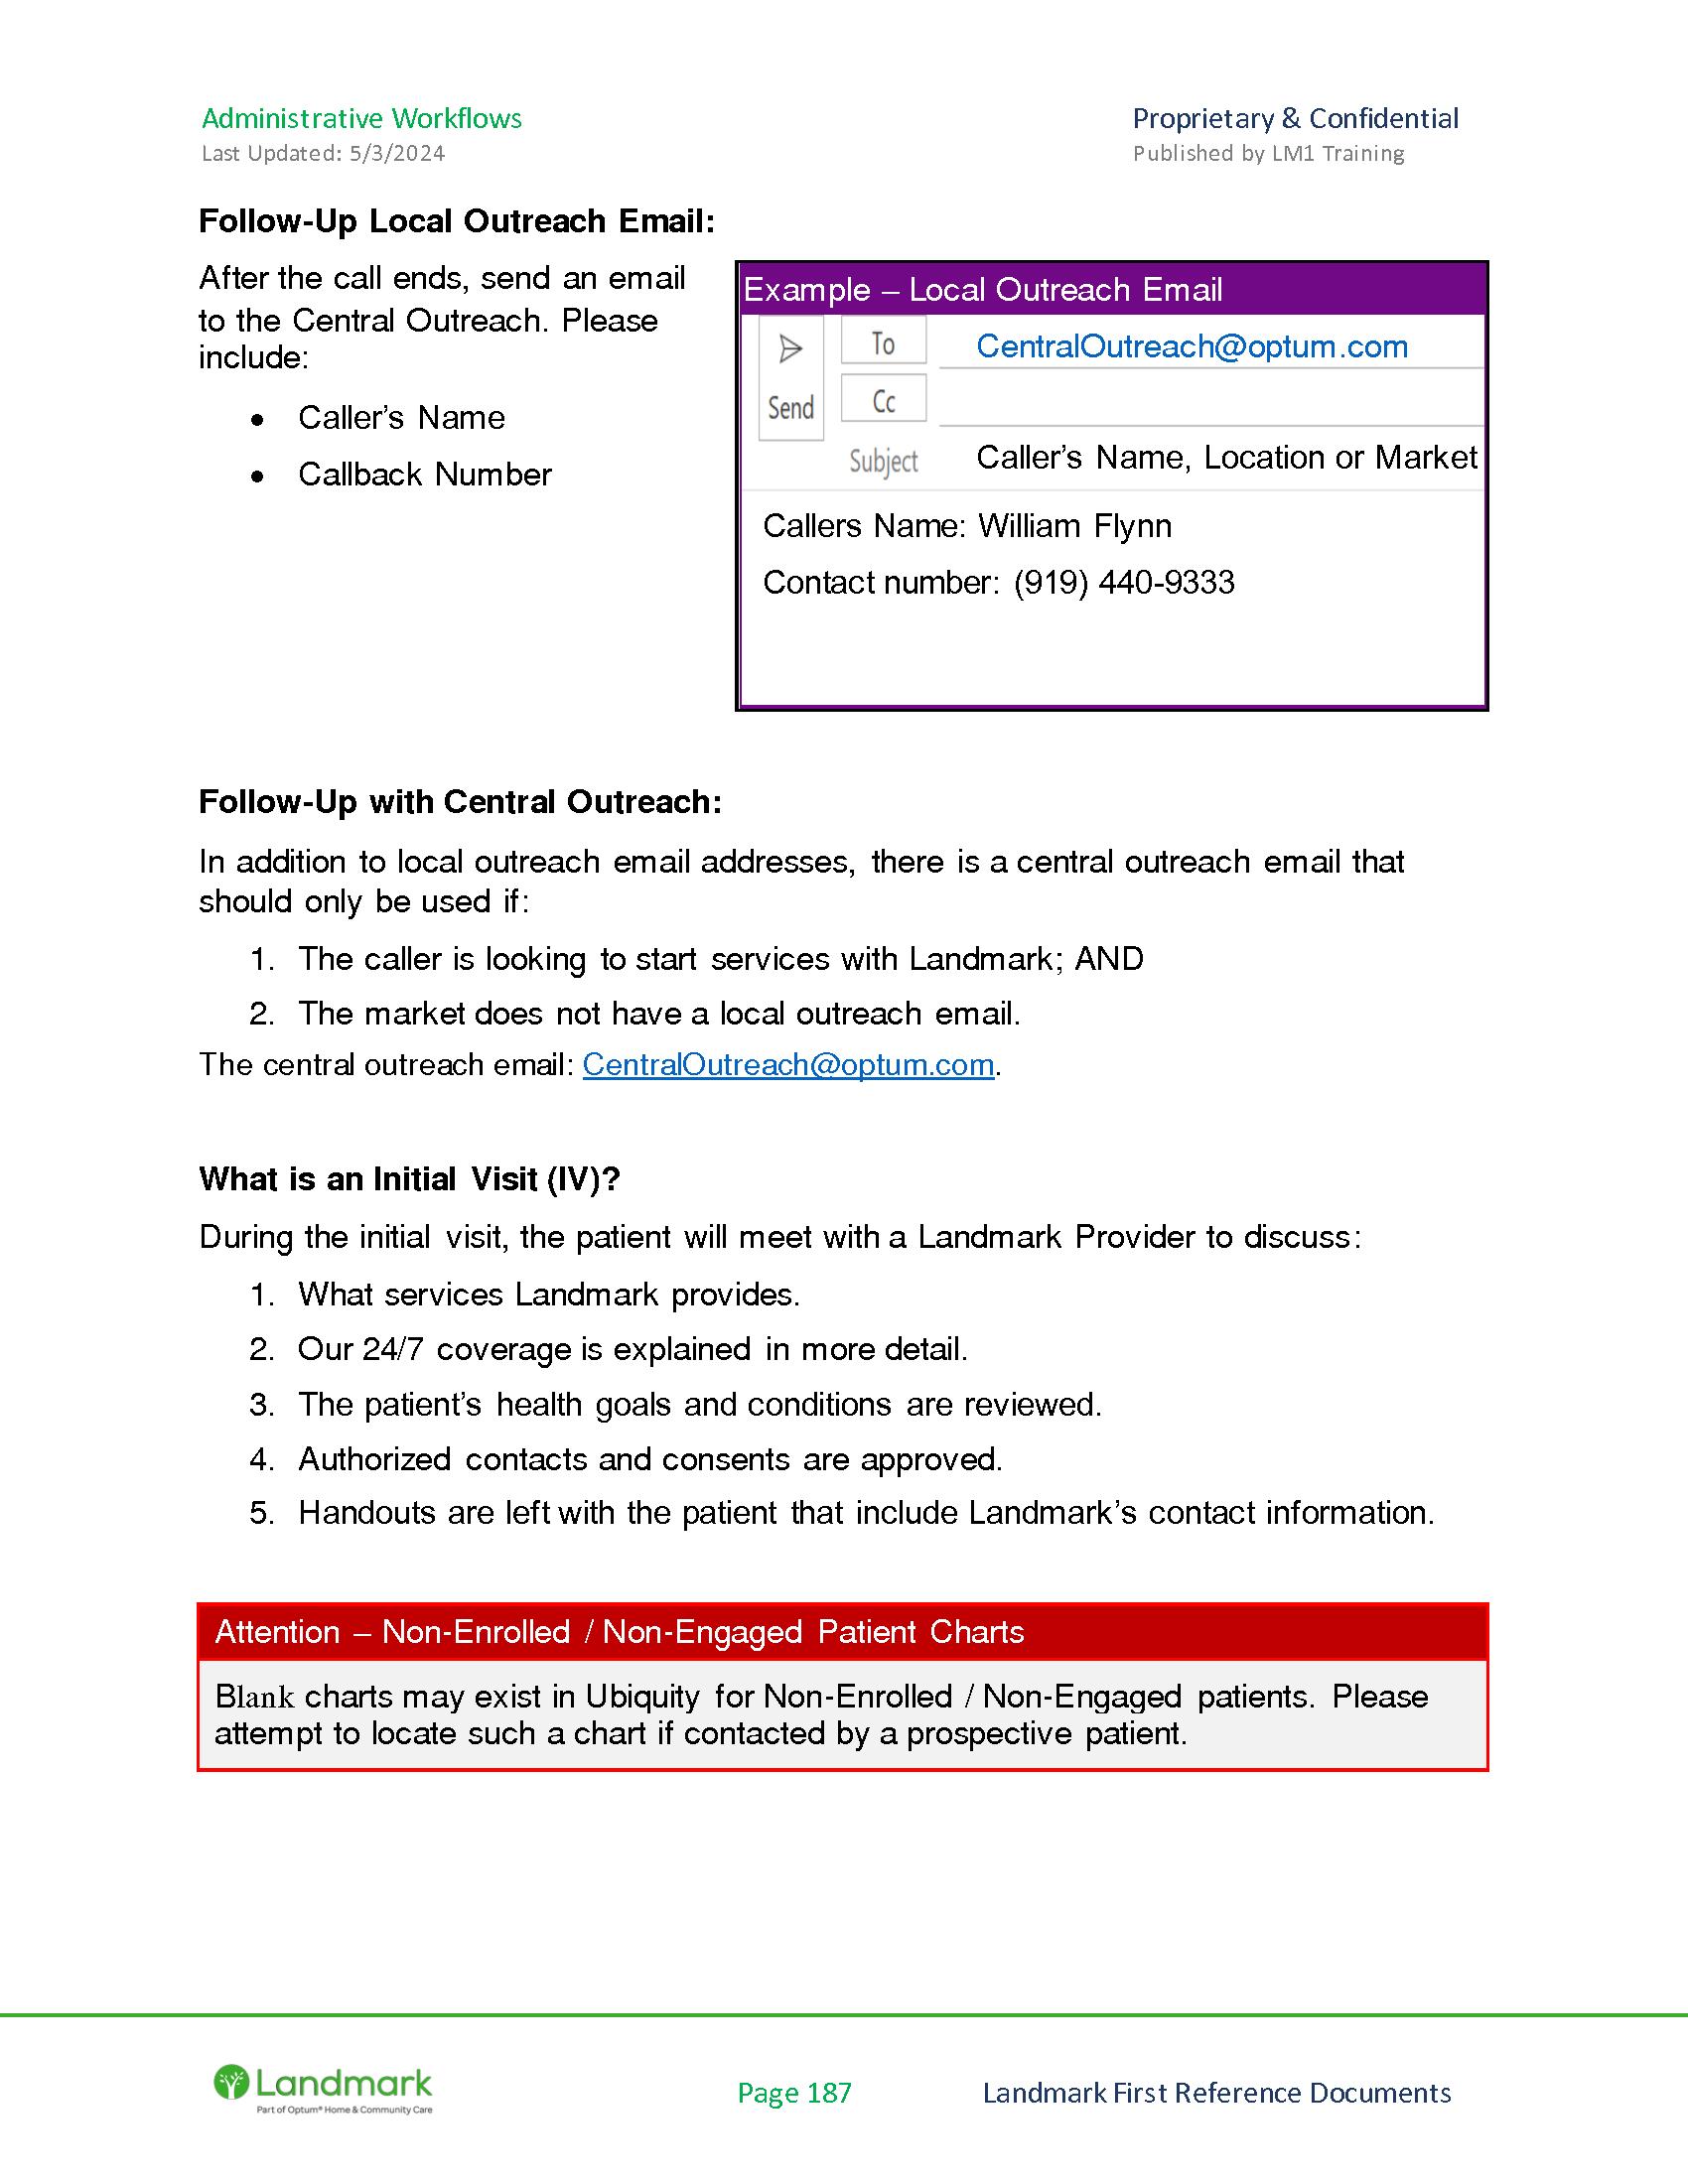 Administrative Workflows
Proprietary & Confidential
Last Updated: 5/3/2024
Published by LM1 Training
Follow-Up Local Outreach Email:
After the call ends, send an email
to the Central Outreach. Please
include:
• Caller’s Name
• Callback Number
Example – Local Outreach Email
To
CentralOutreach@optum.com
Send
Cc
Subject
Caller’s Name, Location or Market
Callers Name: William Flynn
Contact number: (919) 440-9333
Follow-Up with Central Outreach:
In addition to local outreach email addresses, there is a central outreach email that
should only be used if:
1. The caller is looking to start services with Landmark; AND
2. The market does not have a local outreach email.
The central outreach email: CentralOutreach@optum.com.
What is an Initial Visit (IV)?
During the initial visit, the patient will meet with a Landmark Provider to discuss:
1. What services Landmark provides.
2. Our 24/7 coverage is explained in more detail.
3. The patient’s health goals and conditions are reviewed.
4. Authorized contacts and consents are approved.
5. Handouts are left with the patient that include Landmark’s contact information.
Attention – Non-Enrolled / Non-Engaged Patient Charts
Blank charts may exist in Ubiquity for Non-Enrolled / Non-Engaged patients. Please
attempt to locate such a chart if contacted by a prospective patient.
Landmark
Part of Optum® Home & Community Care
Page 187
Landmark First Reference Documents